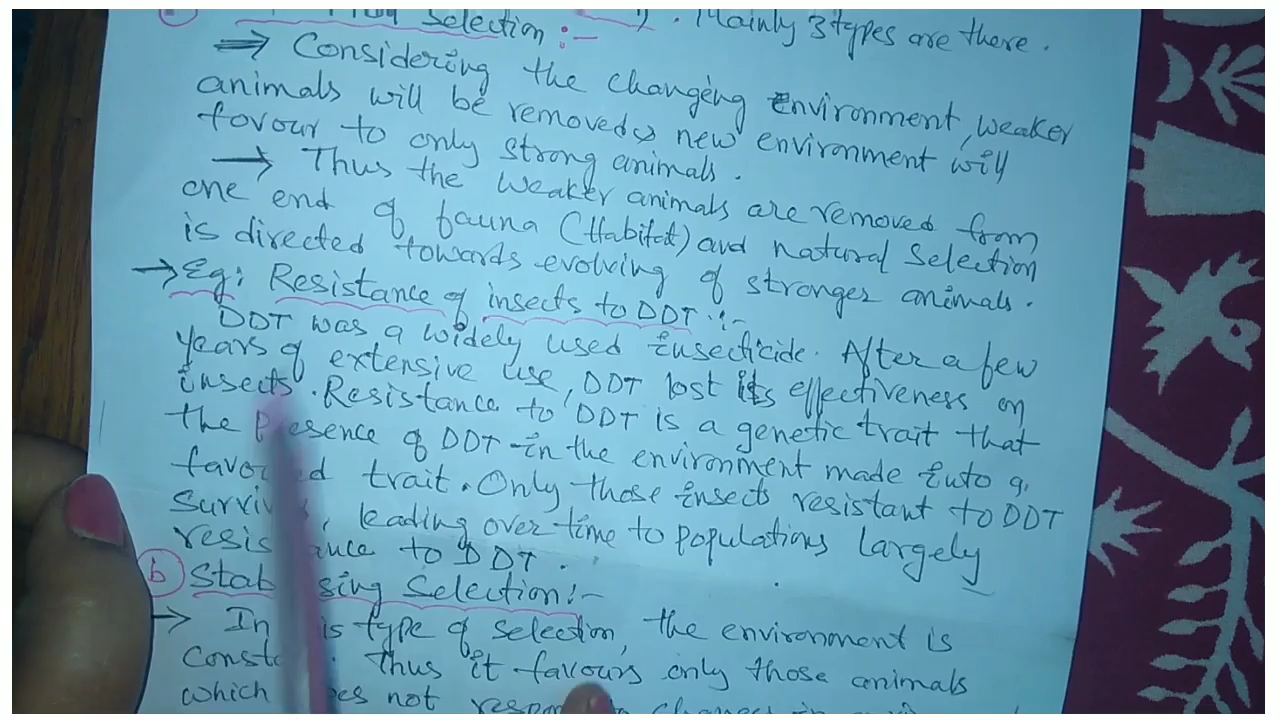 Selection :- . Mainly 3 types are there.
⇒ Considering the changing Environment, weaker
animals will be removed & new environment will
favour to only strong animals.
→ Thus the weaker animals are removed from
one end of fauna (Habitat) and natural Selection
is directed towards evolving of stronger animals.
→ Eg: Resistance of insects to DDT :-
DDT was a widely used insecticide. After a few
years of extensive use, DDT lost its effectiveness on
insects. Resistance to DDT is a genetic trait that
the presence of DDT in the environment made into a
favoured trait. Only those insects resistant to DDT
leading over time to populations largely
resistance to DDT.
b) Stabilising Selection :-
→ In this type of selection, the environment is
Thus it favours only those animals
which does not